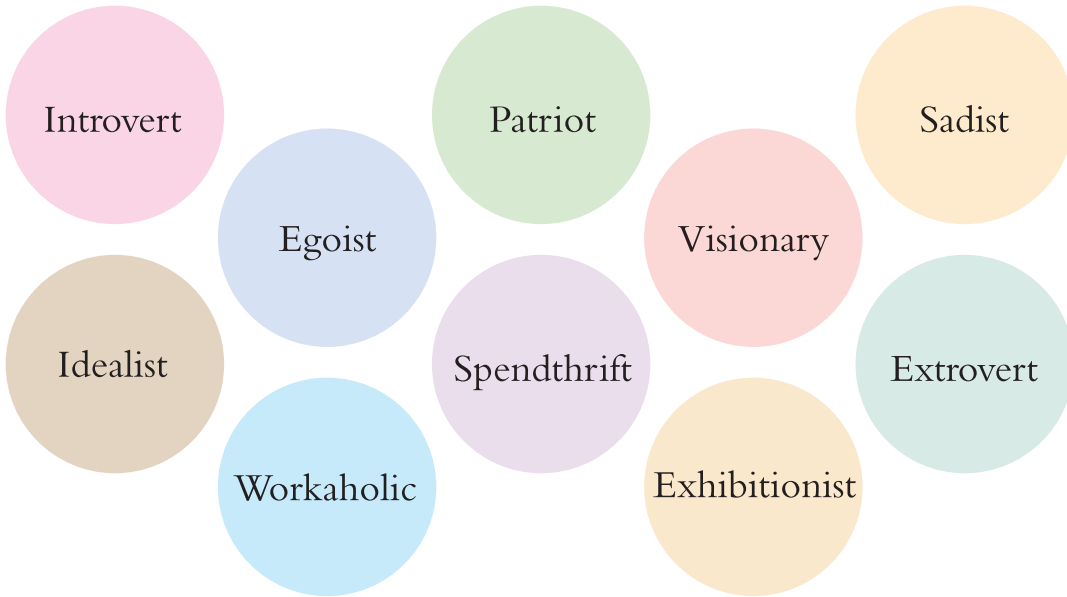 Introvert
Patriot
Sadist
Egoist
Visionary
Idealist
Spendthrift
Extrovert
Workaholic
Exhibitionist